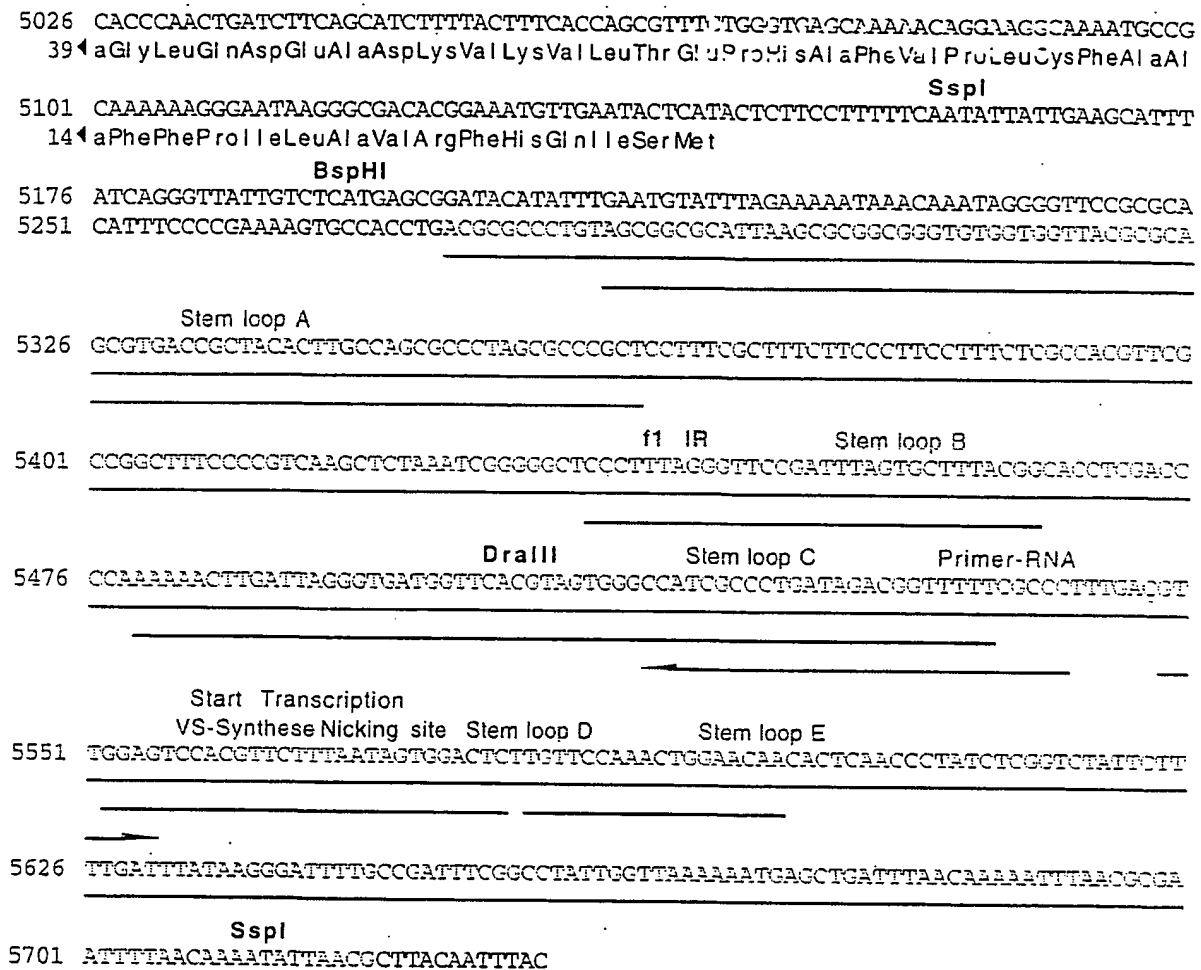 5026 CACCCAACTGATCTTCAGCATCTTTTACTTTCACCAGCGTTTCTGGGTGAGCAAAAACAGGAAGGCAAAATGCCG
39◄aGlyLeuGlnAspGluAlaAspLysValLysValLeuThrGluProHisAlaPheValProLeuCysPheAlaAl
SspI
5101 CAAAAAAGGGAATAAGGGCGACACGGAAATGTTGAATACTCATACTCTTCCTTTTTCAATATTATTGAAGCATTT
14◄aPhePheProIleLeuAlaValArgPheHisGlnIleSerMet
BspHI
5176 ATCAGGGTTATTGTCTCATGAGCGGATACATATTTGAATGTATTTAGAAAAATAAACAAATAGGGGTTCCGCGCA
5251 CATTTCCCCGAAAAGTGCCACCTGACGCGCCCTGTAGCGGCGCATTAAGCGCGGCGGGTGTGGTGGTTACGCGCA
Stem loop A
5326 GCGTGACCGCTACACTTGCCAGCGCCCTAGCGCCCGCTCCTTTCGCTTTCTTCCCTTCCTTTCTCGCCACGTTCG
f1 IR Stem loop B
5401 CCGGCTTTCCCCGTCAAGCTCTAAATCGGGGGCTCCCTTTAGGGTTCCGATTTAGTGCTTTACGGCACCTCGACC
DraIII Stem loop C Primer-RNA
5476 CCAAAAAACTTGATTAGGGTGATGGTTCACGTAGTGGGCCATCGCCCTGATAGACGGTTTTTCGCCCTTTGACGT
Start Transcription
VS-Synthese Nicking site Stem loop D Stem loop E
5551 TGGAGTCCACGTTCTTTAATAGTGGACTCTTGTTCCAAACTGGAACAACACTCAACCCTATCTCGGTCTATTCTT
5626 TTGATTTATAAGGGATTTTGCCGATTTCGGCCTATTGGTTAAAAAATGAGCTGATTTAACAAAAATTTAACGCGA
SspI
5701 ATTTTAACAAAATATTAACGCTTACAATTTAC